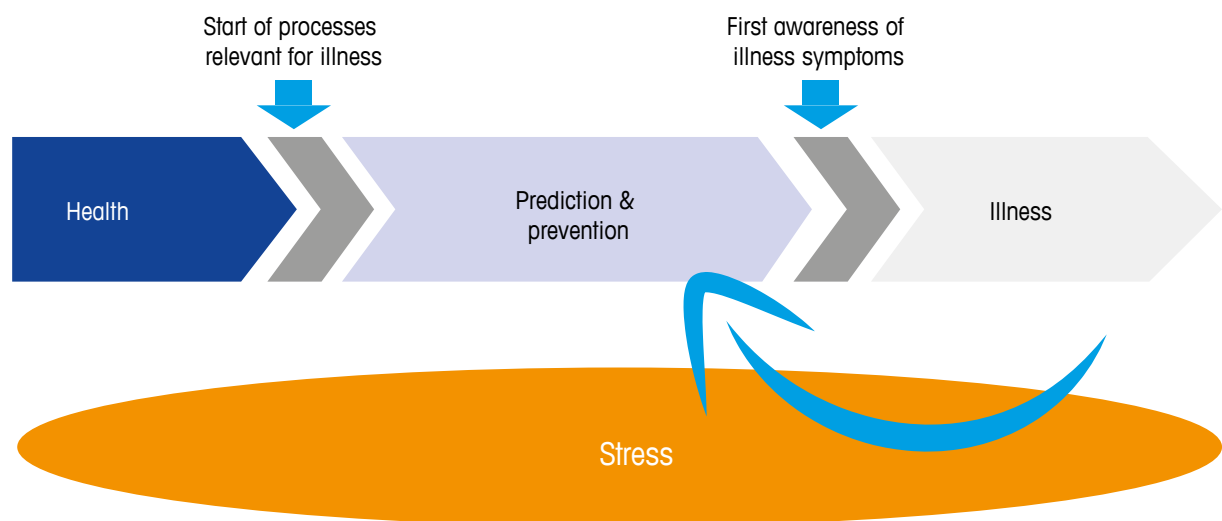 Start of processes
relevant for illness
First awareness of
illness symptoms
Health
Prediction &
prevention
Illness
Stress